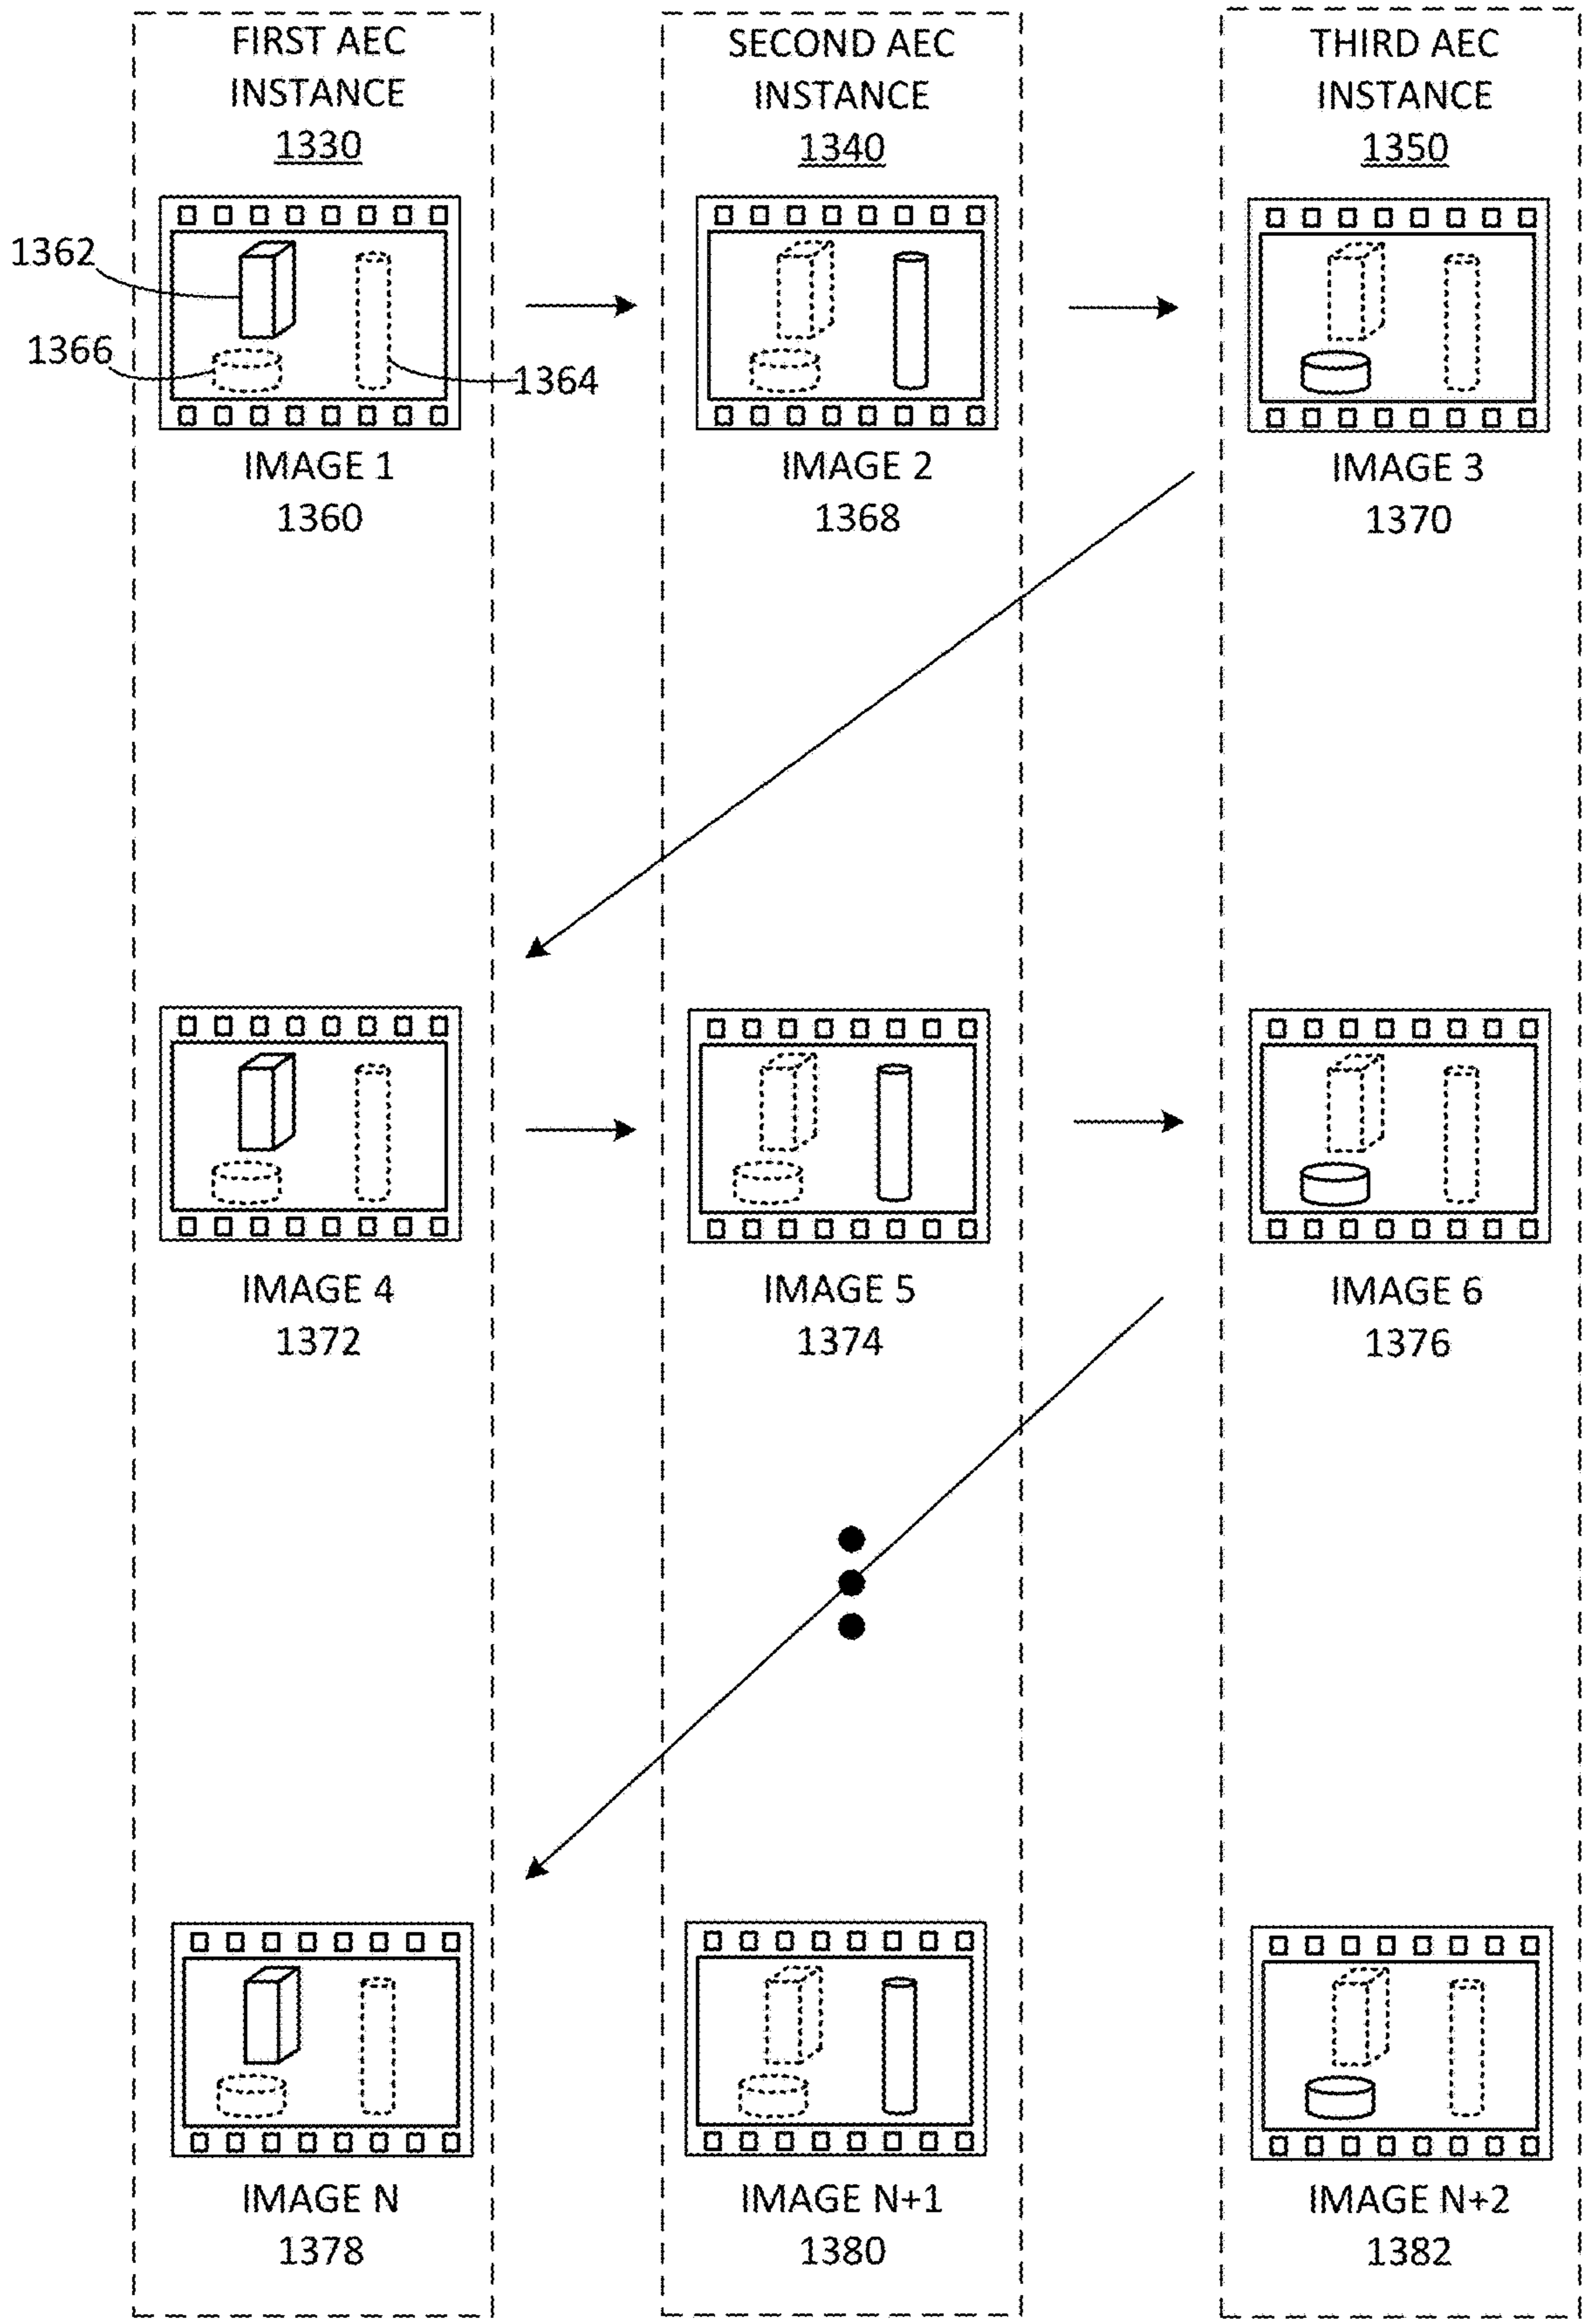 FIRST AEC
INSTANCE
1330
SECOND AEC
INSTANCE
1340
THIRD AEC
INSTANCE
1350
1362
1366
1364
IMAGE 1
1360
IMAGE 2
1368
IMAGE 3
1370
IMAGE 4
1372
IMAGE 5
1374
IMAGE 6
1376
IMAGE N
1378
IMAGE N+1
1380
IMAGE N+2
1382